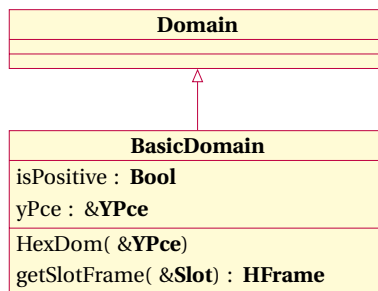 Domain
BasicDomain
isPositive : Bool
yPce : &YPce
HexDom( &YPce)
getSlotFrame( &Slot) : HFrame